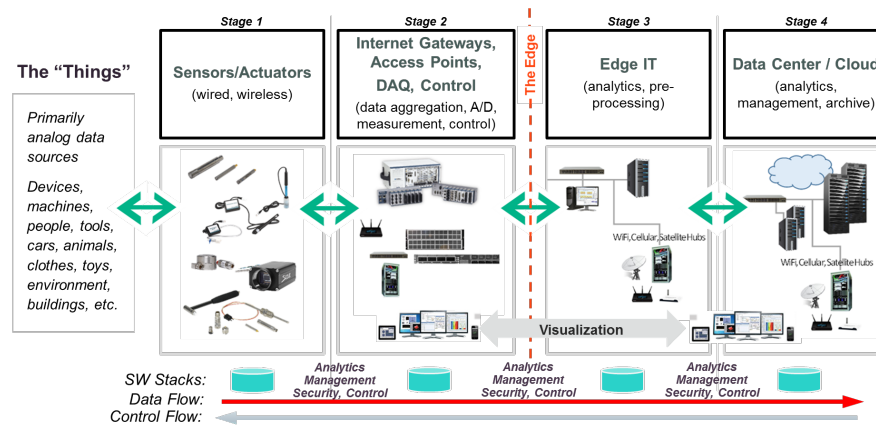 Stage 1
Stage 2
Stage 3
Stage 4
The "Things"
Primarily
analog data
sources
Devices,
machines,
people, tools,
cars, animals,
clothes, toys,
environment,
buildings, etc.
Sensors/Actuators
(wired, wireless)
Internet Gateways,
Access Points,
DAQ, Control
(data aggregation, A/D,
measurement, control)
The Edge
Edge IT
(analytics, pre-
processing)
Data Center / Cloud
(analytics,
management, archive)
WiFi, Cellular, Satellite Hubs
WiFi, Cellular, Satellite Hubs
Visualization
SW Stacks:
Analytics
Management
Security, Control
Analytics
Management
Security, Control
Analytics
Management
Security, Control
Data Flow:
Control Flow: